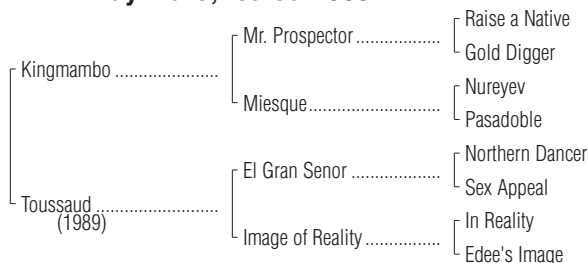 Raise a Native
Mr. Prospector ...................
Gold Digger
Kingmambo .......................
Nureyev
Miesque .............................
Pasadoble
Northern Dancer
El Gran Senor ....................
Sex Appeal
Toussaud ...........................
(1989)
In Reality
Image of Reality .................
Edee's Image